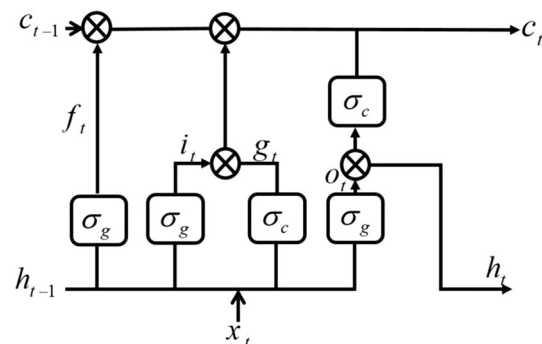 c_{t-1} c_t
σ_c
f_t
i_t g_t
o_t
σ_g σ_g σ_c σ_g
h_{t-1} h_t
x_t